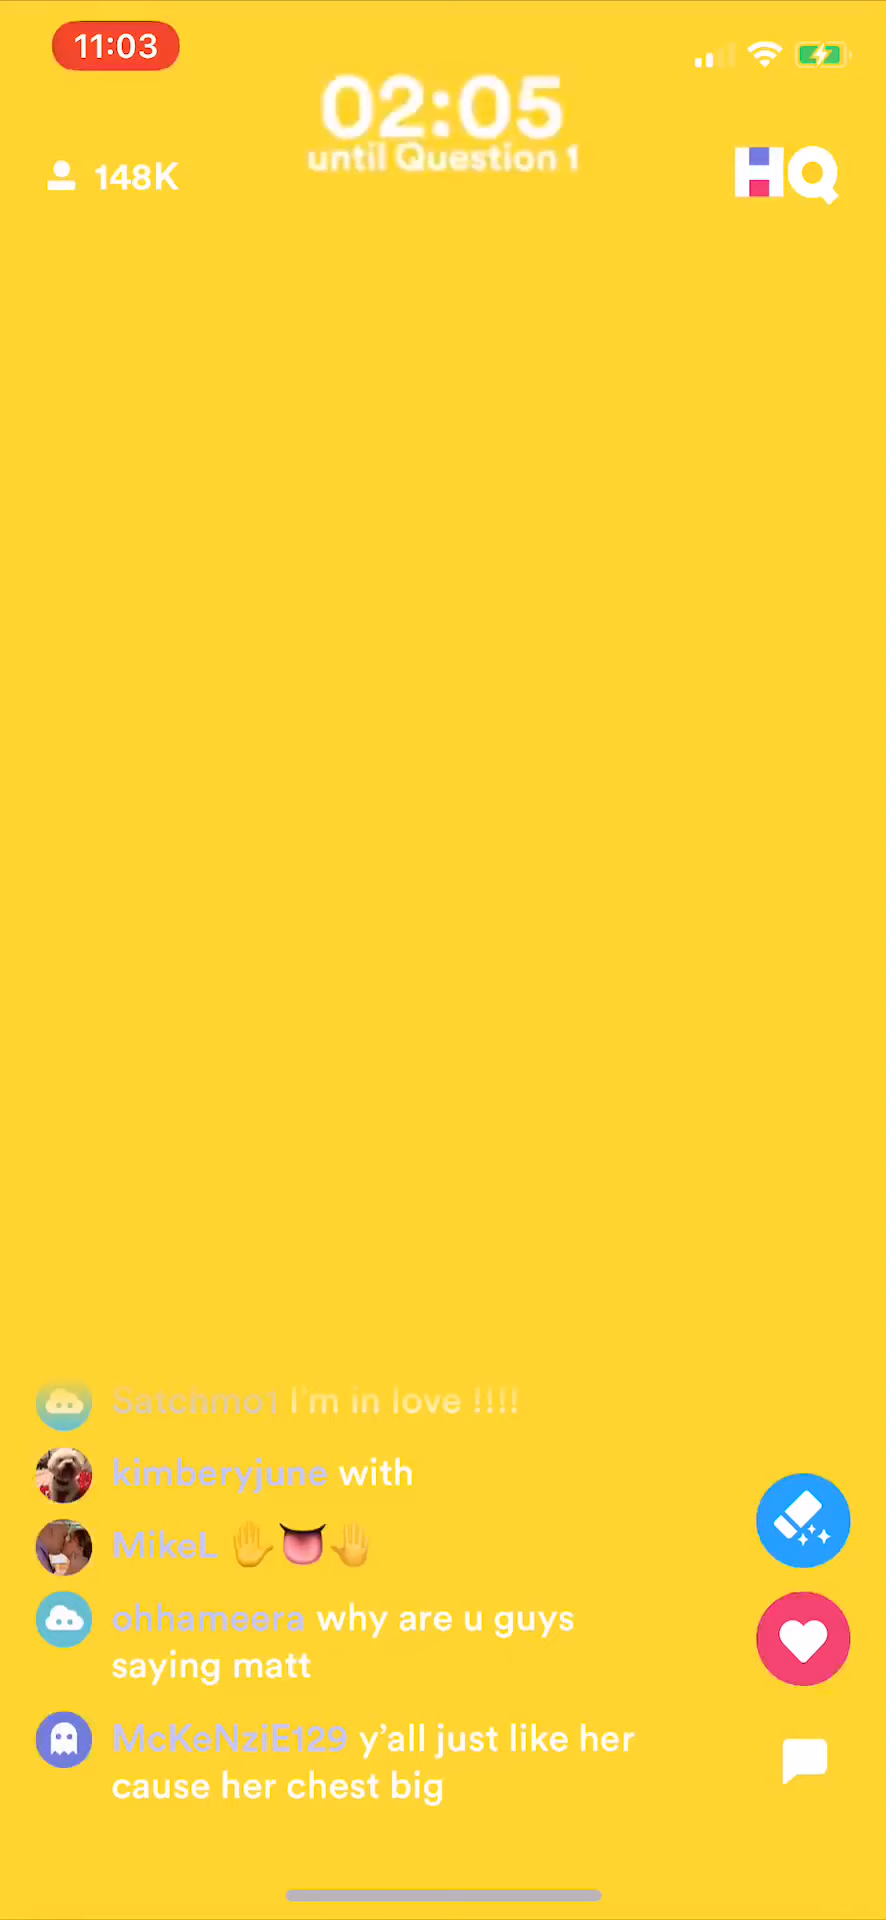 11:03
02:05
until Question 1
148K
HQ
Satchmo1 I'm in love !!!!
kimberyjune with
MikeL ✋👅🤚
ohhameera why are u guys
saying matt
McKeNziE129 y’all just like her
cause her chest big